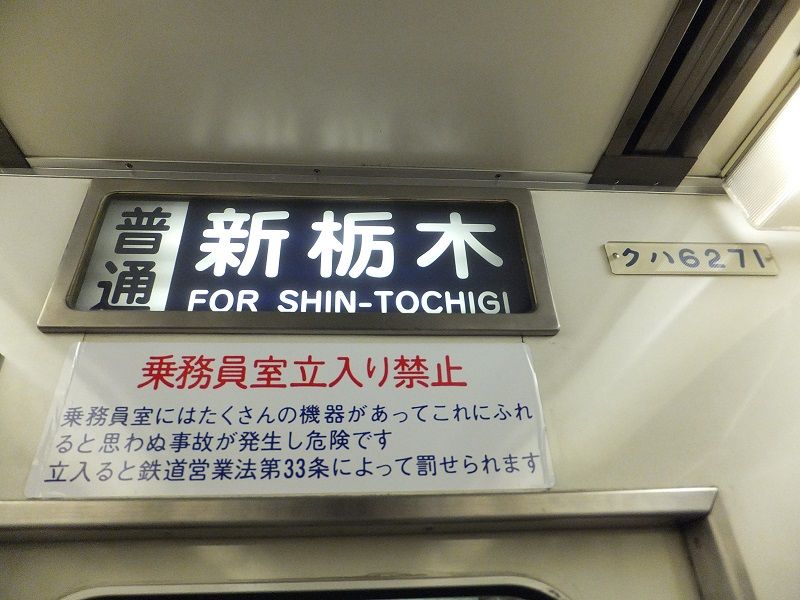 普通
新栃木
FOR SHIN-TOCHIGI
クハ6271
乗務員室立入り禁止
乗務員室にはたくさんの機器があってこれにふれ
ると思わぬ事故が発生し危険です
立入ると鉄道営業法第33条によって罰せられます